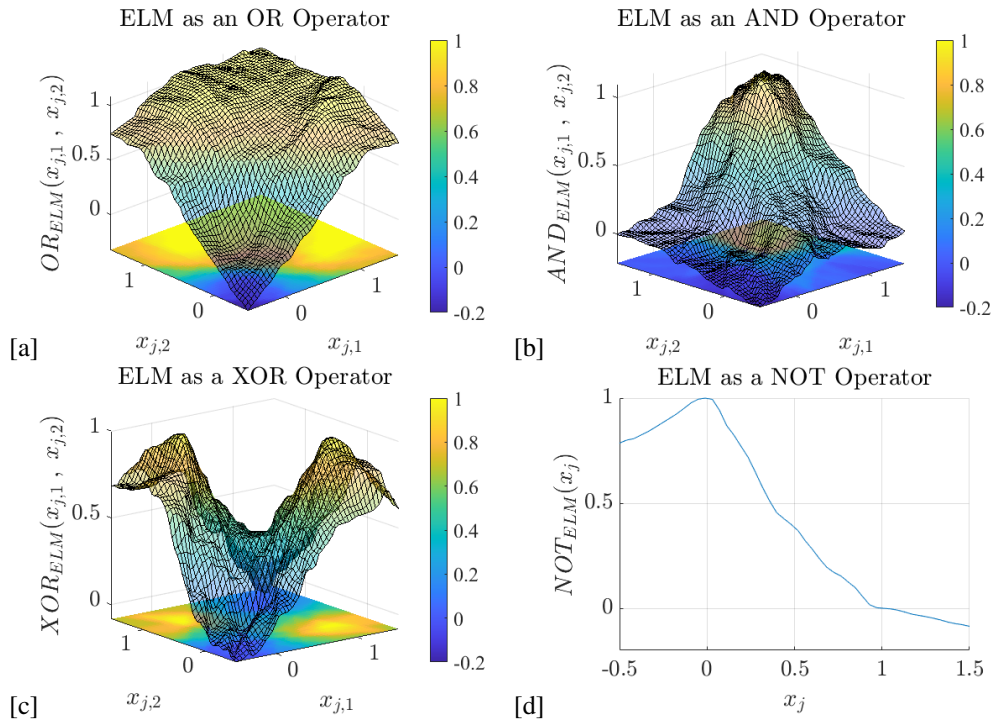 ELM as an OR Operator
OR_{ELM}(x_{j,1} , x_{j,2})
1
0.5
0
1
0
x_{j,2}
0
1
x_{j,1}
1
0.8
0.6
0.4
0.2
0
-0.2
[a]
ELM as an AND Operator
AND_{ELM}(x_{j,1} , x_{j,2})
1
0.5
0
1
0
x_{j,2}
0
1
x_{j,1}
1
0.8
0.6
0.4
0.2
0
-0.2
[b]
ELM as a XOR Operator
XOR_{ELM}(x_{j,1} , x_{j,2})
1
0.5
0
1
0
x_{j,2}
0
1
x_{j,1}
1
0.8
0.6
0.4
0.2
0
-0.2
[c]
ELM as a NOT Operator
NOT_{ELM}(x_j)
1
0.5
0
-0.5
0
0.5
1
1.5
x_j
[d]